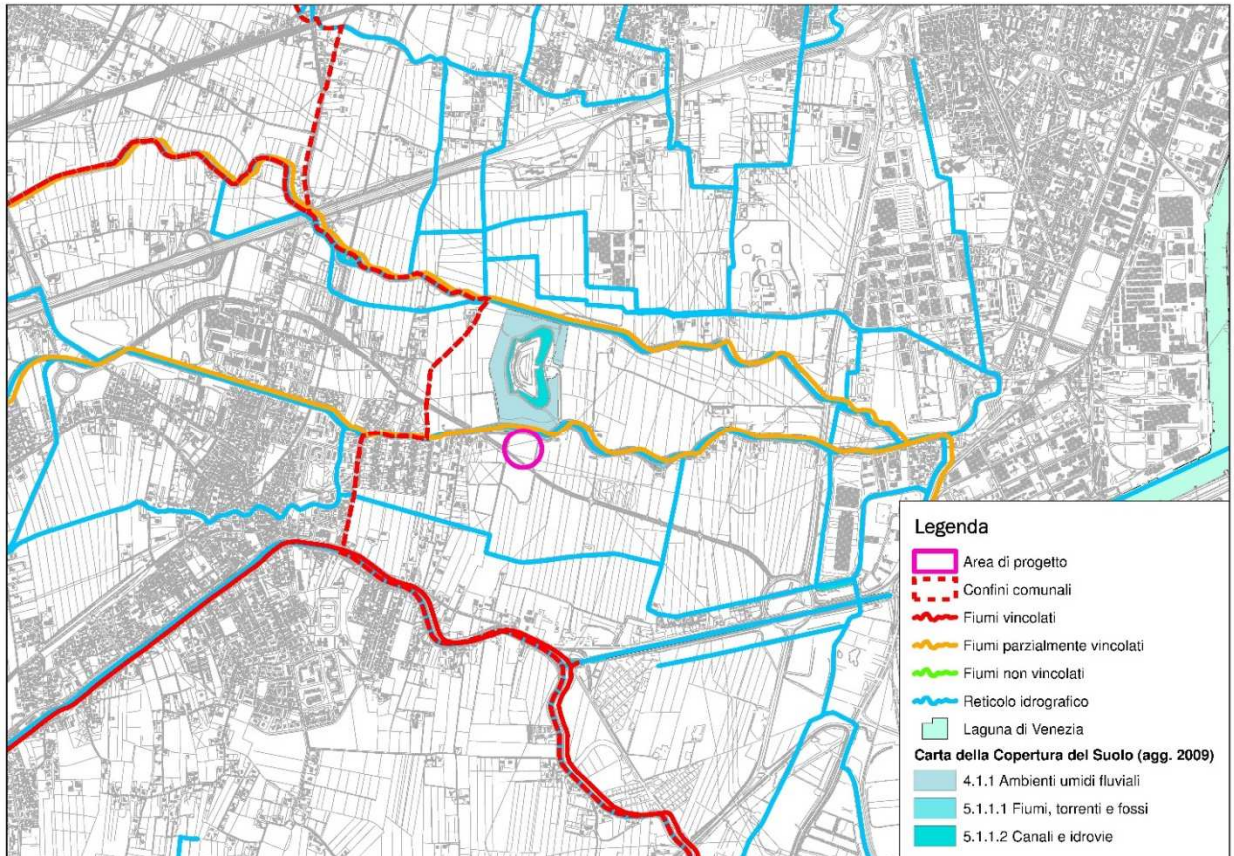 Legenda
Area di progetto
Confini comunali
Fiumi vincolati
Fiumi parzialmente vincolati
Fiumi non vincolati
Reticolo idrografico
Laguna di Venezia
Carta della Copertura del Suolo (agg. 2009)
4.1.1 Ambienti umidi fluviali
5.1.1.1 Fiumi, torrenti e fossi
5.1.1.2 Canali e idrovie